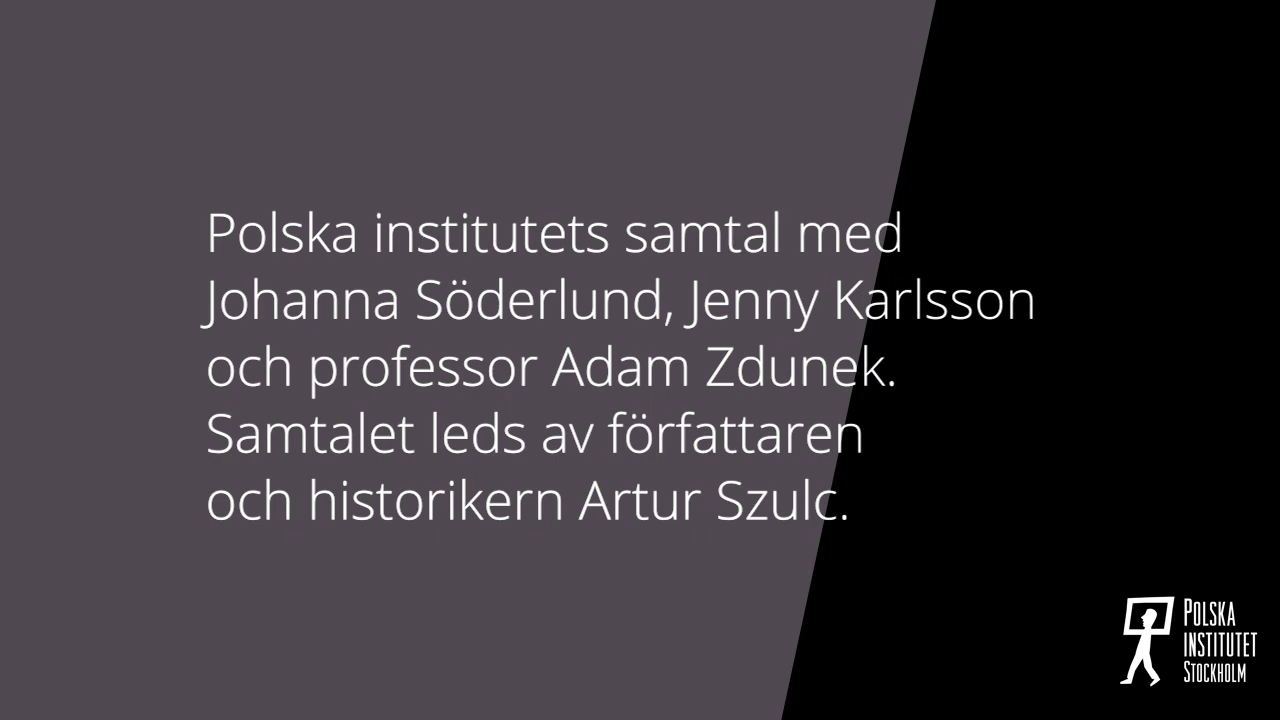 Polska institutets samtal med
Johanna Söderlund, Jenny Karlsson
och professor Adam Zdunek.
Samtalet leds av författaren
och historikern Artur Szulc.
POLSKA
INSTITUTET
STOCKHOLM